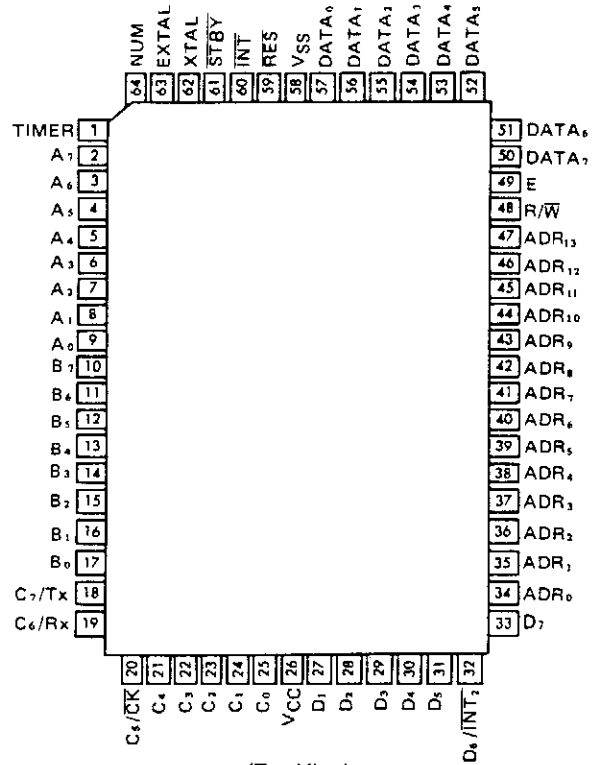 NUM
EXTAL
XTAL
S̅T̅B̅Y̅
I̅N̅T̅
R̅E̅S̅
VSS
DATA₀
DATA₁
DATA₂
DATA₃
DATA₄
DATA₅
64 63 62 61 60 59 58 57 56 55 54 53 52
TIMER 1
A₇ 2
A₆ 3
A₅ 4
A₄ 5
A₃ 6
A₂ 7
A₁ 8
A₀ 9
B₇ 10
B₆ 11
B₅ 12
B₄ 13
B₃ 14
B₂ 15
B₁ 16
B₀ 17
C₇/Tx 18
C₆/Rx 19
51 DATA₆
50 DATA₇
49 E
48 R/W̅
47 ADR₁₃
46 ADR₁₂
45 ADR₁₁
44 ADR₁₀
43 ADR₉
42 ADR₈
41 ADR₇
40 ADR₆
39 ADR₅
38 ADR₄
37 ADR₃
36 ADR₂
35 ADR₁
34 ADR₀
33 D₇
20 21 22 23 24 25 26 27 28 29 30 31 32
C₅/C̅K̅
C₄
C₃
C₂
C₁
C₀
VCC
D₁
D₂
D₃
D₄
D₅
D₆/I̅N̅T̅₂
(Top View)